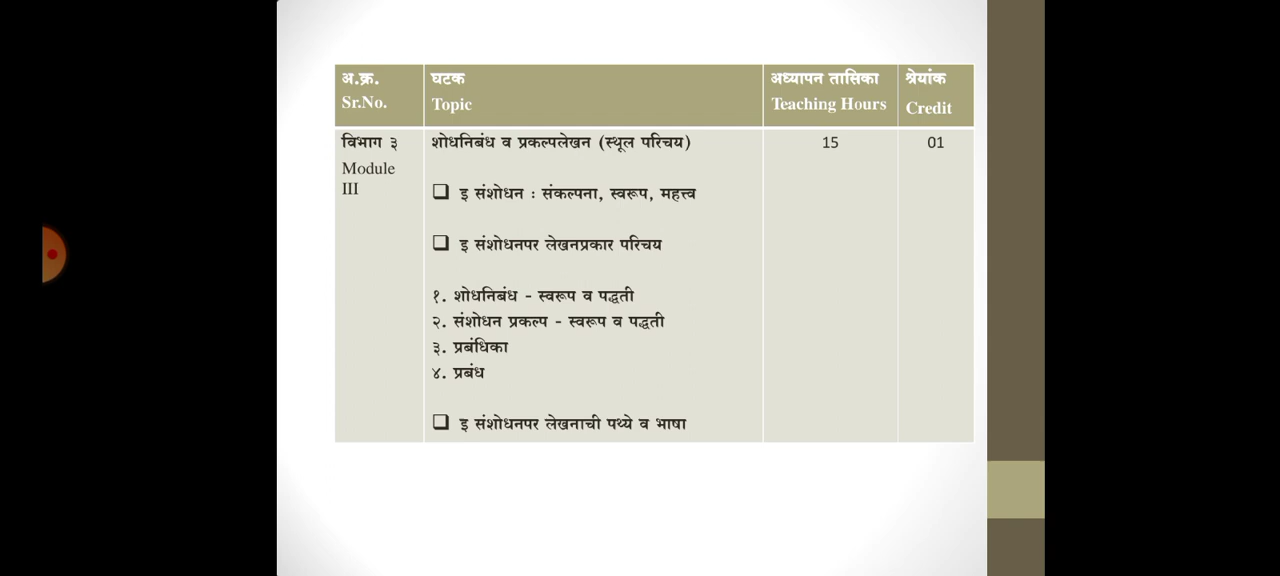 अ.क्र.
Sr.No.
घटक
Topic
अध्यापन तासिका
Teaching Hours
श्रेयांक
Credit
विभाग ३
Module
III
शोधनिबंध व प्रकल्पलेखन (स्थूल परिचय)
❑ इ संशोधन : संकल्पना, स्वरूप, महत्त्व
❑ इ संशोधनपर लेखनप्रकार परिचय
१. शोधनिबंध - स्वरूप व पद्धती
२. संशोधन प्रकल्प - स्वरूप व पद्धती
३. प्रबंधिका
४. प्रबंध
❑ इ संशोधनपर लेखनाची पथ्ये व भाषा
15
01